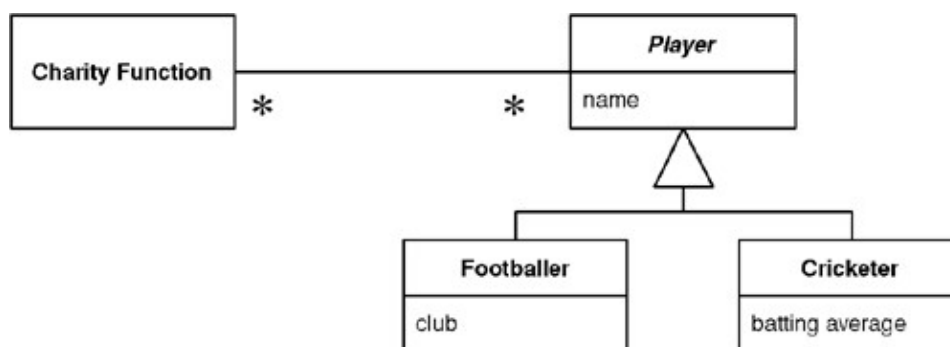 Player
Charity Function
name
*
*
Footballer
Cricketer
club
batting average